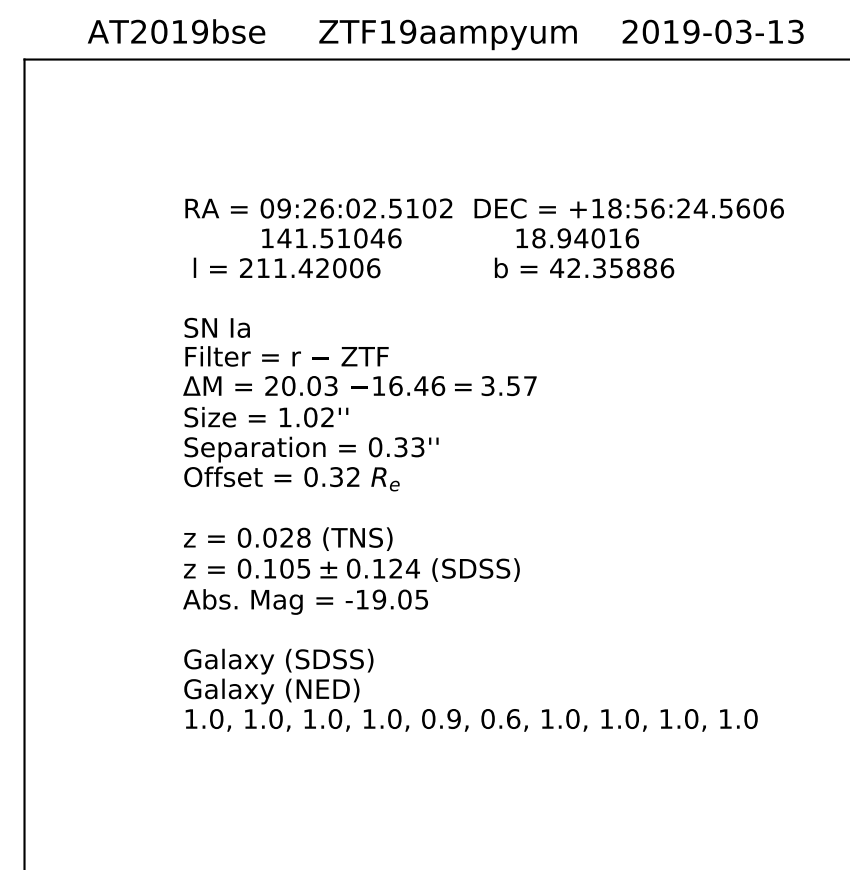 AT2019bse ZTF19aampyum 2019-03-13
RA = 09:26:02.5102 DEC = +18:56:24.5606
141.51046 18.94016
l = 211.42006 b = 42.35886
SN Ia
Filter = r − ZTF
ΔM = 20.03 −16.46 = 3.57
Size = 1.02''
Separation = 0.33''
Offset = 0.32 Rₑ
z = 0.028 (TNS)
z = 0.105 ± 0.124 (SDSS)
Abs. Mag = -19.05
Galaxy (SDSS)
Galaxy (NED)
1.0, 1.0, 1.0, 1.0, 0.9, 0.6, 1.0, 1.0, 1.0, 1.0